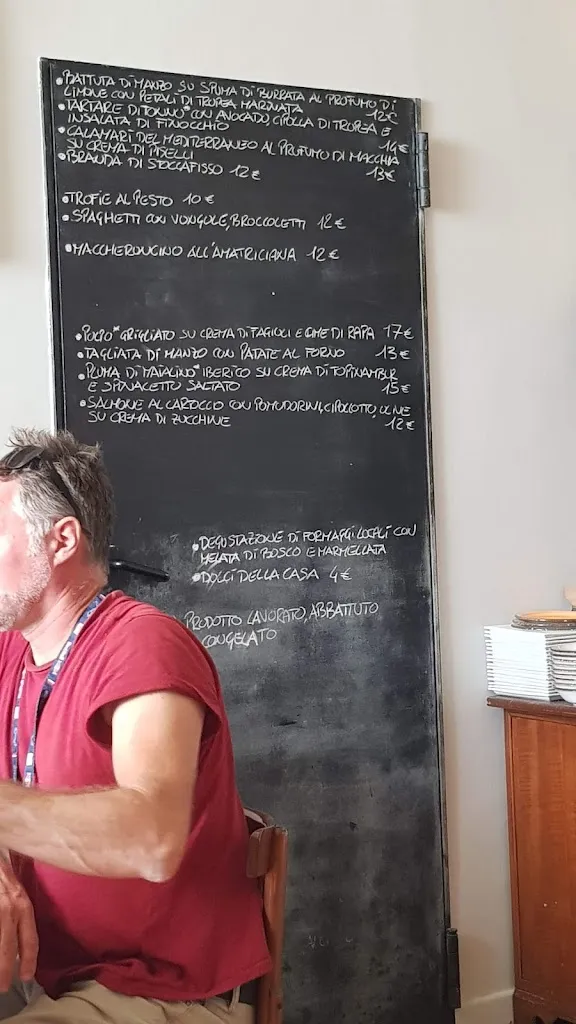 • BATTUTA DI MANZO SU SPUMA DI BURRATA AL PROFUMO DI
LIMONE CON PETALI DI TROPEA MARINATA 12€
• TARTARE DI TONNO* CON AVOCADO, CIPOLLA DI TROPEA E
INSALATA DI FINOCCHIO 14€
• CALAMARI DEL MEDITERRANEO AL PROFUMO DI MACCHIA
SU CREMA DI PISELLI 13€
• BRANDA DI STOCCAFISSO 12€
• TROFIE AL PESTO 10€
• SPAGHETTI CON VONGOLE, BROCCOLETTI 12€
• MACCHERONCINO ALL'AMATRICIANA 12€
• POLPO* GRIGLIATO SU CREMA DI FAGIOLI E CIME DI RAPA 17€
• TAGLIATA DI MANZO CON PATATE AL FORNO 13€
• PLUMA DI MAIALINO* IBERICO SU CREMA DI TOPINAMBUR
E SPINACETTO SALTATO 15€
• SALMONE AL CARTOCCIO CON POMODORINI, CIPOLLOTTO, OLIVE
SU CREMA DI ZUCCHINE 12€
• DEGUSTAZIONE DI FORMAGGI LOCALI CON
MELATA DI BOSCO E MARMELLATA
• DOLCI DELLA CASA 4€
PRODOTTO LAVORATO, ABBATTUTO
CONGELATO